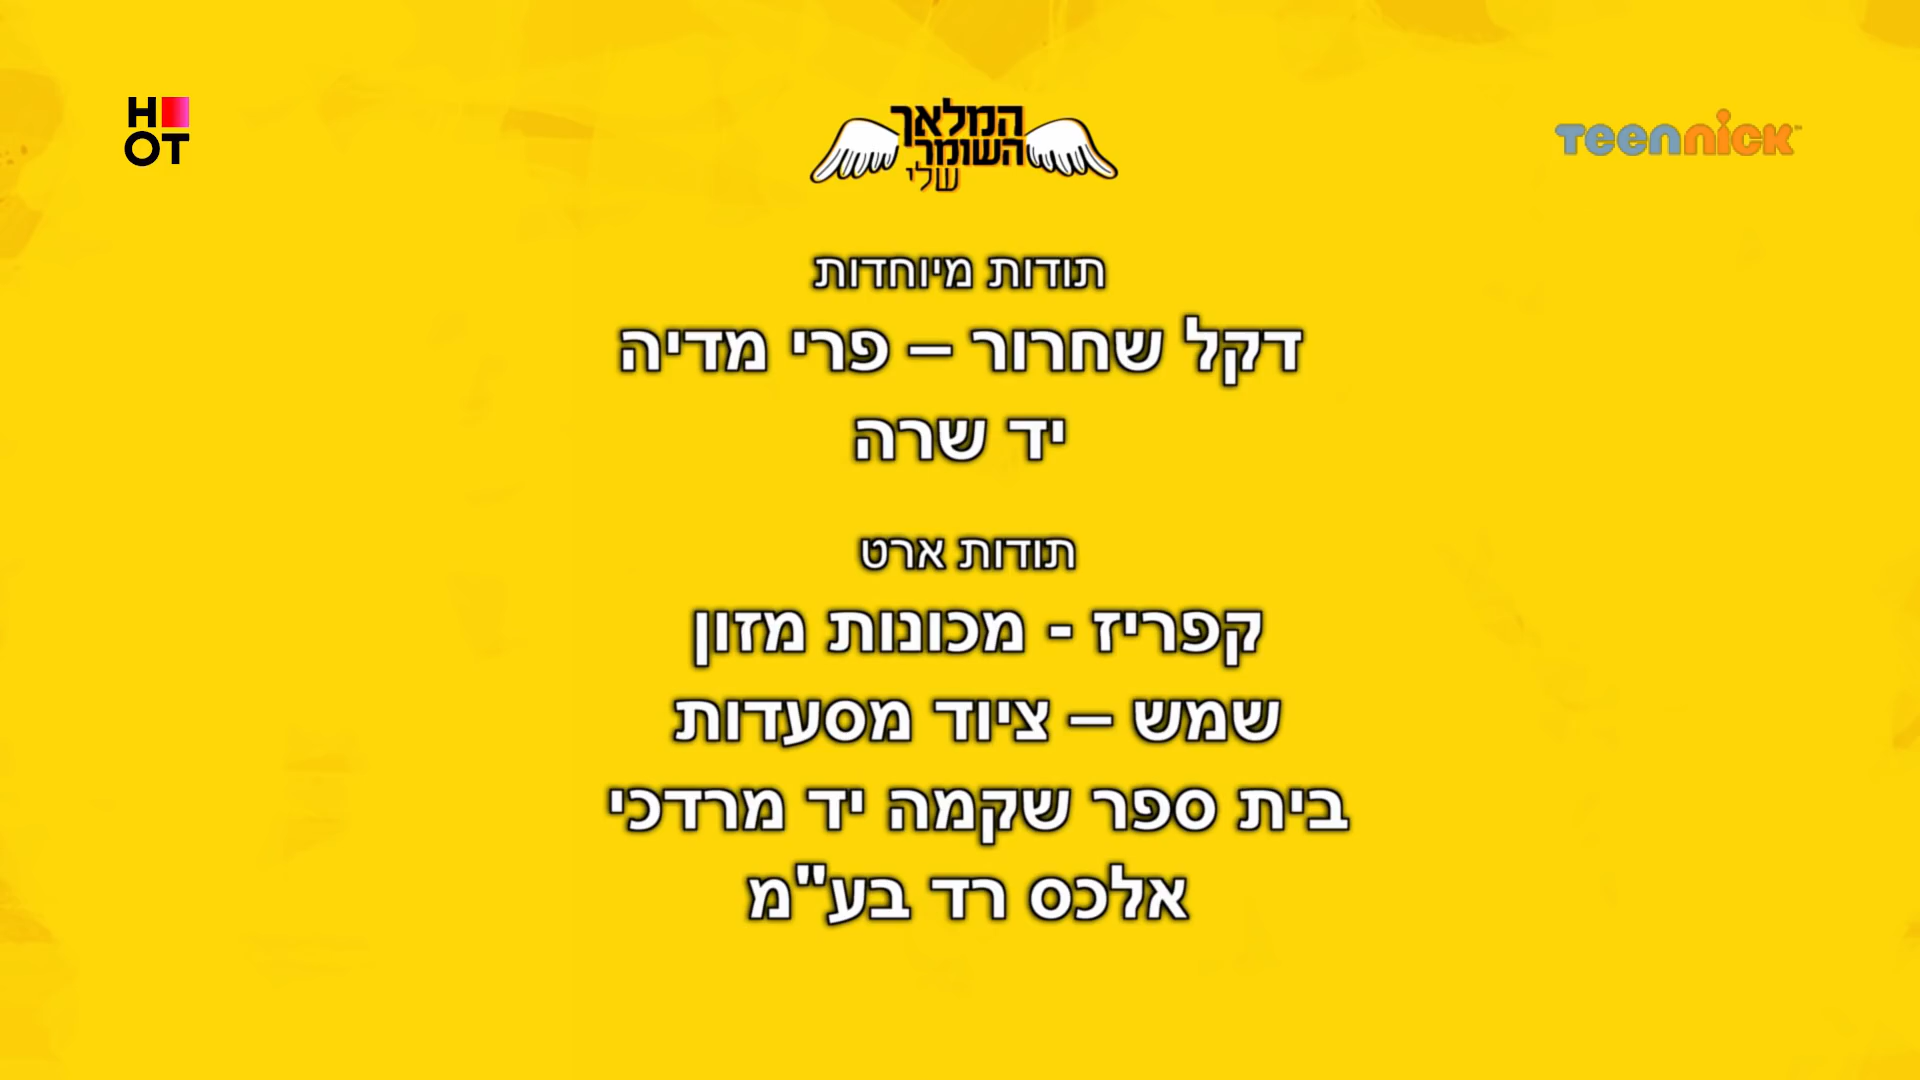 HOT
המלאך
השומר
שלי
TEENNICK™
תודות מיוחדות
דקל שחרור – פרי מדיה
יד שרה
תודות ארט
קפריז - מכונות מזון
שמש – ציוד מסעדות
בית ספר שקמה יד מרדכי
אלכס רד בע"מ